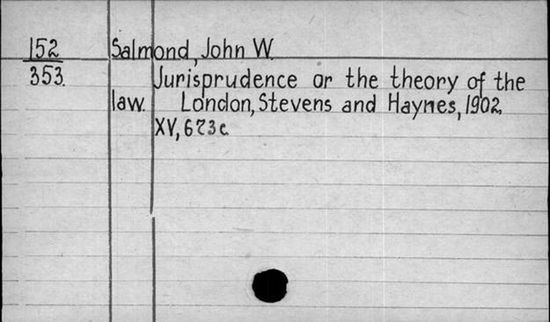 152
Salmond, John W.
353.
Jurisprudence or the theory of the
law. London, Stevens and Haynes, 1902.
XV, 673 c.